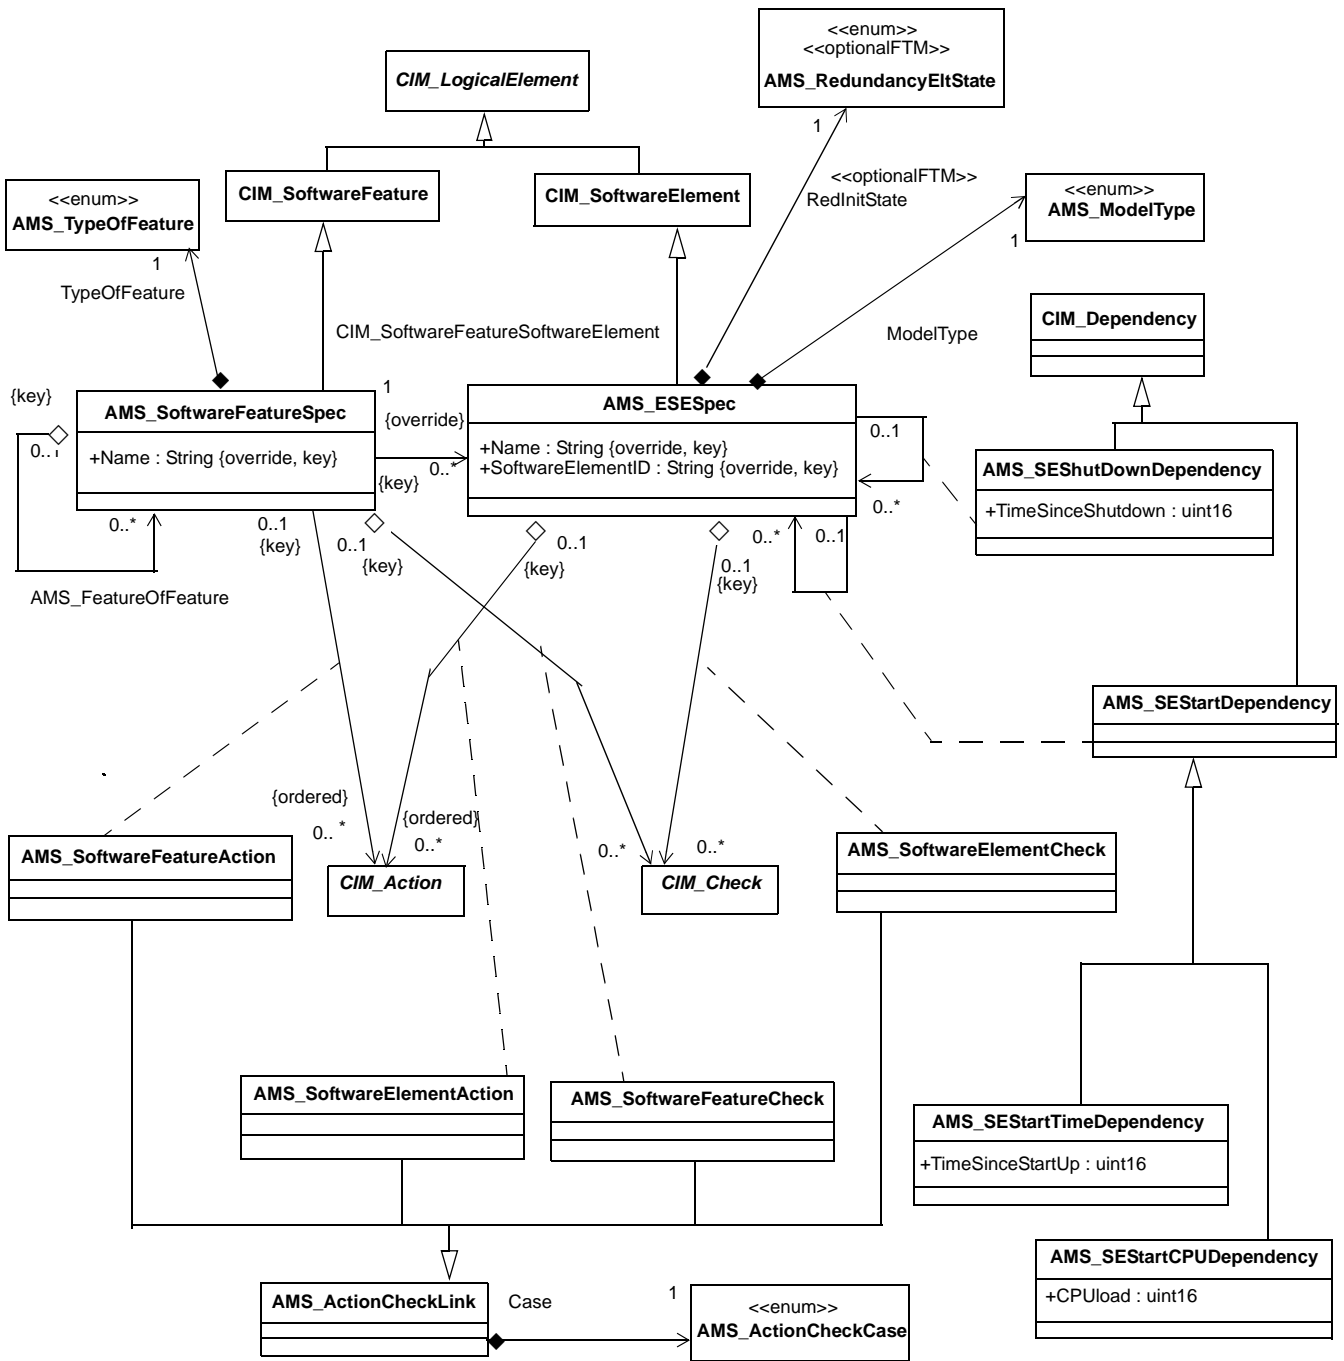 <<enum>>
<<optionalFTM>>
AMS_RedundancyEltState
CIM_LogicalElement
1
<<enum>>
AMS_TypeOfFeature
CIM_SoftwareFeature
CIM_SoftwareElement
<<optionalFTM>>
RedInitState
<<enum>>
AMS_ModelType
1
1
TypeOfFeature
CIM_SoftwareFeatureSoftwareElement
ModelType
CIM_Dependency
{key}
0..1
AMS_SoftwareFeatureSpec
+Name : String {override, key}
1
{override}
{key}
0..*
AMS_ESESpec
+Name : String {override, key}
+SoftwareElementID : String {override, key}
0..1
0..*
AMS_SEShutDownDependency
+TimeSinceShutdown : uint16
0..*
0..1
{key}
0..1
{key}
0..1
{key}
0..1
{key}
0..*
0..1
AMS_FeatureOfFeature
AMS_SEStartDependency
{ordered}
0.. *
{ordered}
0..*
0..*
0..*
AMS_SoftwareFeatureAction
CIM_Action
CIM_Check
AMS_SoftwareElementCheck
AMS_SoftwareElementAction
AMS_SoftwareFeatureCheck
AMS_SEStartTimeDependency
+TimeSinceStartUp : uint16
AMS_SEStartCPUDependency
+CPUload : uint16
AMS_ActionCheckLink
Case
1
<<enum>>
AMS_ActionCheckCase